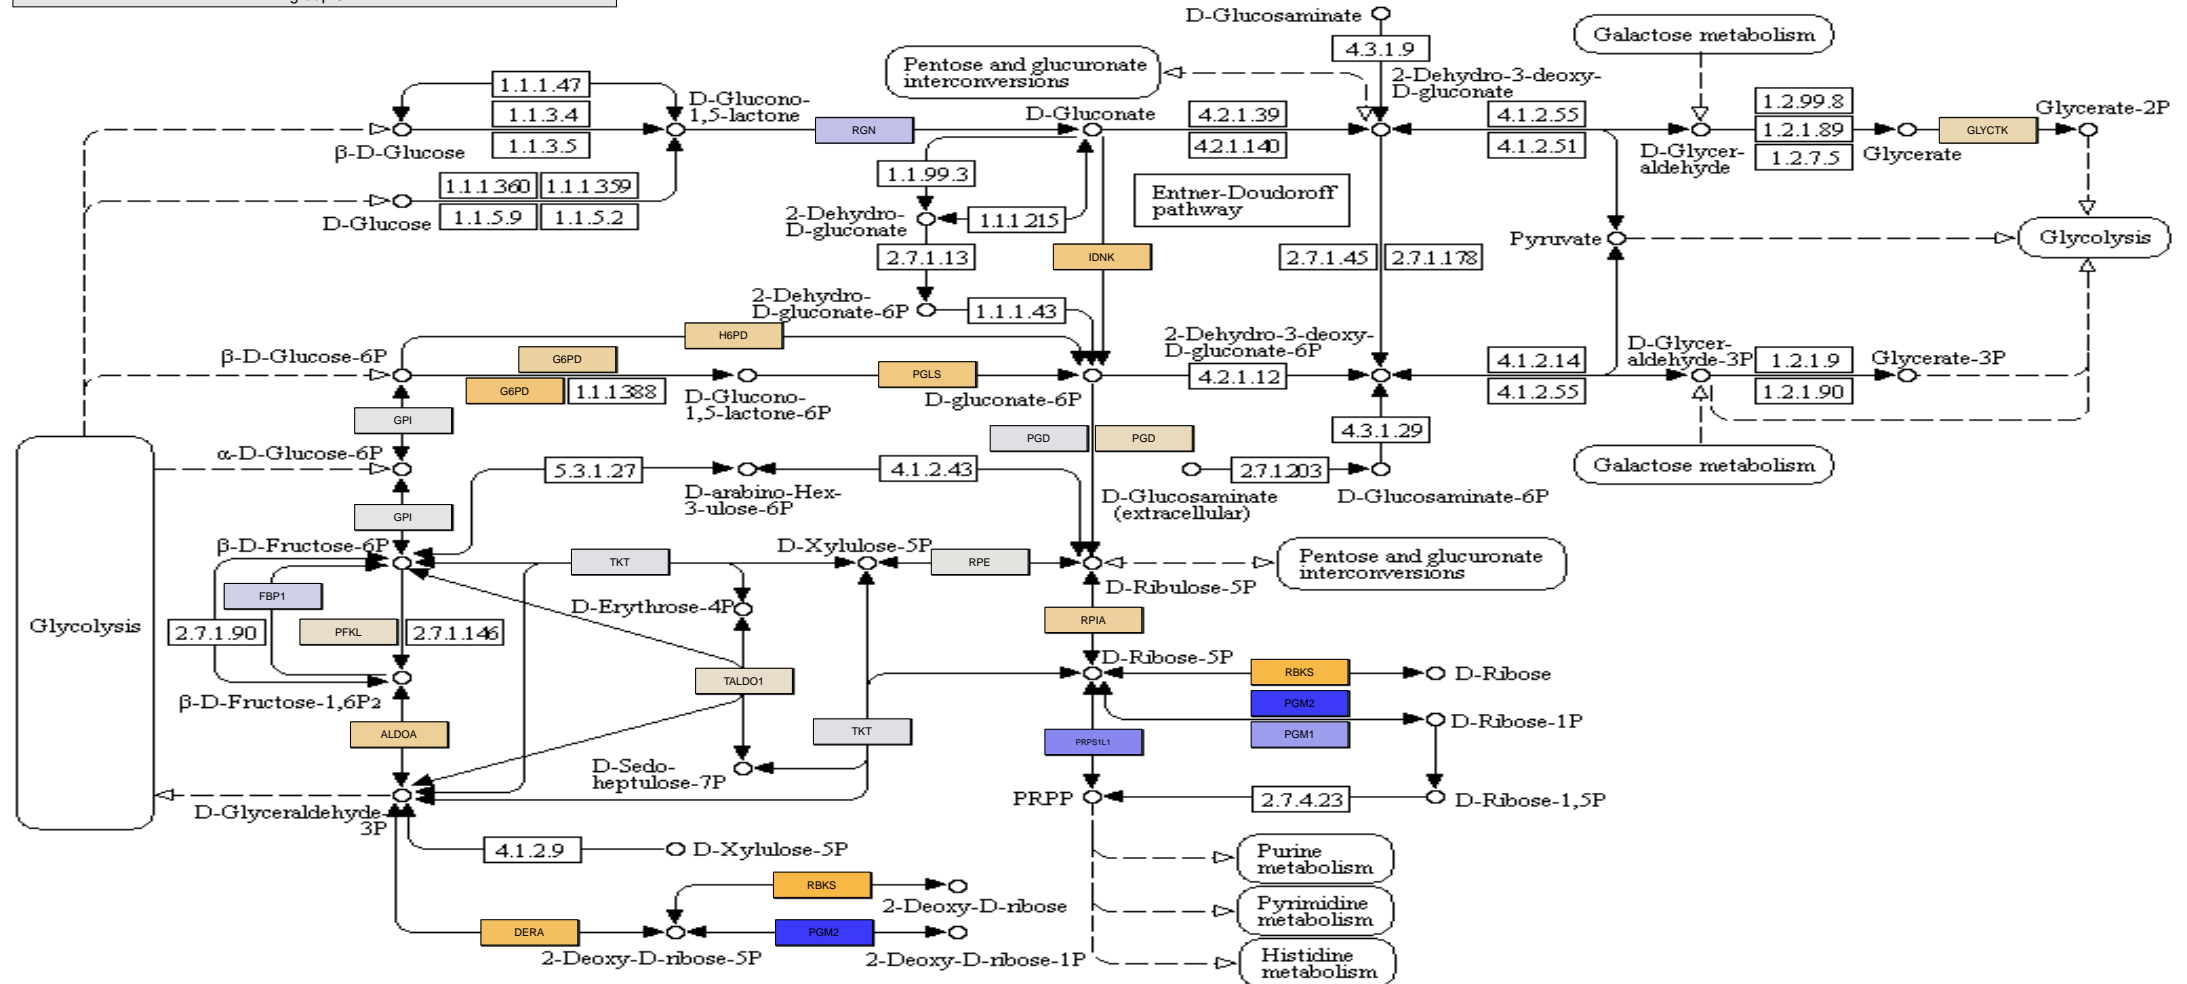 D-Glucosaminate
4.3.1.9
Galactose metabolism
Pentose and glucuronate
interconversions
2-Dehydro-3-deoxy-
D-gluconate
1.1.1.47
1.1.3.4
1.1.3.5
D-Glucono-
1,5-lactone
RGN
D-Gluconate
4.2.1.39
4.2.1.140
4.1.2.55
4.1.2.51
1.2.99.8
1.2.1.89
1.2.7.5
Glycerate-2P
GLYCTK
β-D-Glucose
D-Glycer-
aldehyde
Glycerate
1.1.1.360
1.1.1.359
1.1.5.9
1.1.5.2
D-Glucose
1.1.99.3
Entner-Doudoroff
pathway
2-Dehydro-
D-gluconate
1.1.1.215
Pyruvate
Glycolysis
2.7.1.13
IDNK
2.7.1.45
2.7.1.178
2-Dehydro-
D-gluconate-6P
1.1.1.43
H6PD
2-Dehydro-3-deoxy-
D-gluconate-6P
β-D-Glucose-6P
G6PD
G6PD
1.1.1388
D-Glucono-
1,5-lactone-6P
PGLS
D-gluconate-6P
4.2.1.12
4.1.2.14
4.1.2.55
D-Glycer-
aldehyde-3P
1.2.1.9
1.2.1.90
Glycerate-3P
GPI
PGD
PGD
4.3.1.29
Galactose metabolism
α-D-Glucose-6P
5.3.1.27
4.1.2.43
2.7.1.203
D-arabino-Hex-
3-ulose-6P
D-Glucosaminate
(extracellular)
D-Glucosaminate-6P
GPI
β-D-Fructose-6P
TKT
D-Xylulose-5P
RPE
D-Ribulose-5P
Pentose and glucuronate
interconversions
FBP1
D-Erythrose-4P
Glycolysis
2.7.1.90
PFKL
2.7.1.146
RPIA
D-Ribose-5P
TALDO1
RBKS
D-Ribose
β-D-Fructose-1,6P2
PGM2
D-Ribose-1P
PGM1
ALDOA
TKT
PRPS1L1
D-Sedo-
heptulose-7P
D-Glyceraldehyde-
3P
PRPP
2.7.4.23
D-Ribose-1,5P
4.1.2.9
D-Xylulose-5P
Purine
metabolism
RBKS
2-Deoxy-D-ribose
Pyrimidine
metabolism
DERA
PGM2
2-Deoxy-D-ribose-5P
2-Deoxy-D-ribose-1P
Histidine
metabolism